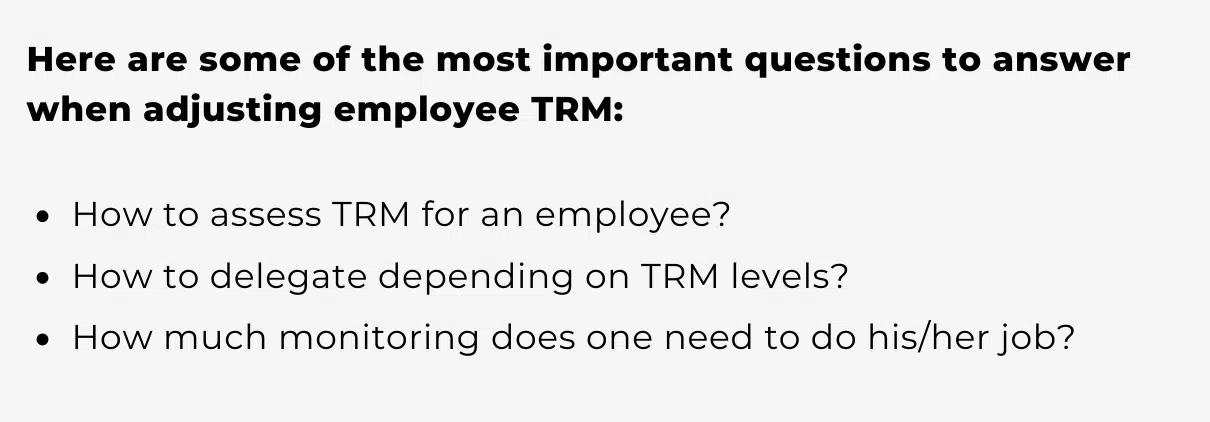 Here are some of the most important questions to answer
when adjusting employee TRM:
• How to assess TRM for an employee?
• How to delegate depending on TRM levels?
• How much monitoring does one need to do his/her job?